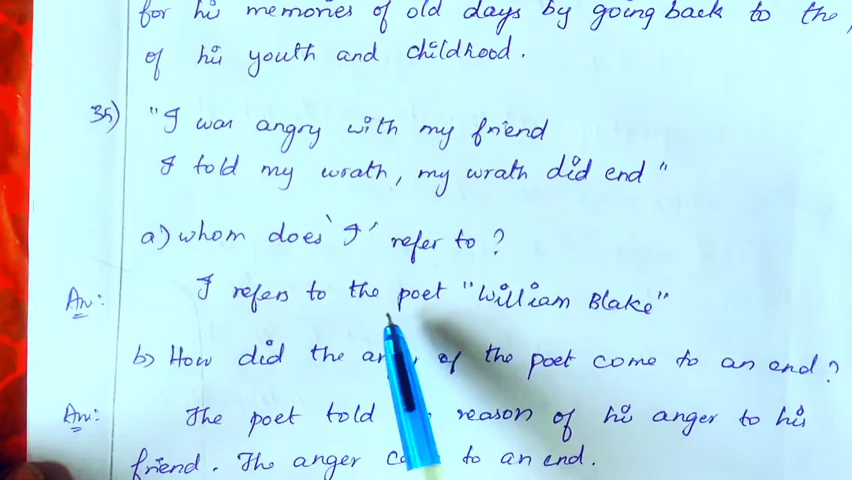 for his memories of old days by going back to the
of his youth and childhood.
35) "I was angry with my friend
I told my wrath, my wrath did end"
a) whom does 'I' refer to?
An: I refers to the poet "William Blake"
b) How did the of the poet come to an end?
An: The poet told reason of his anger to his
friend. The anger to an end.